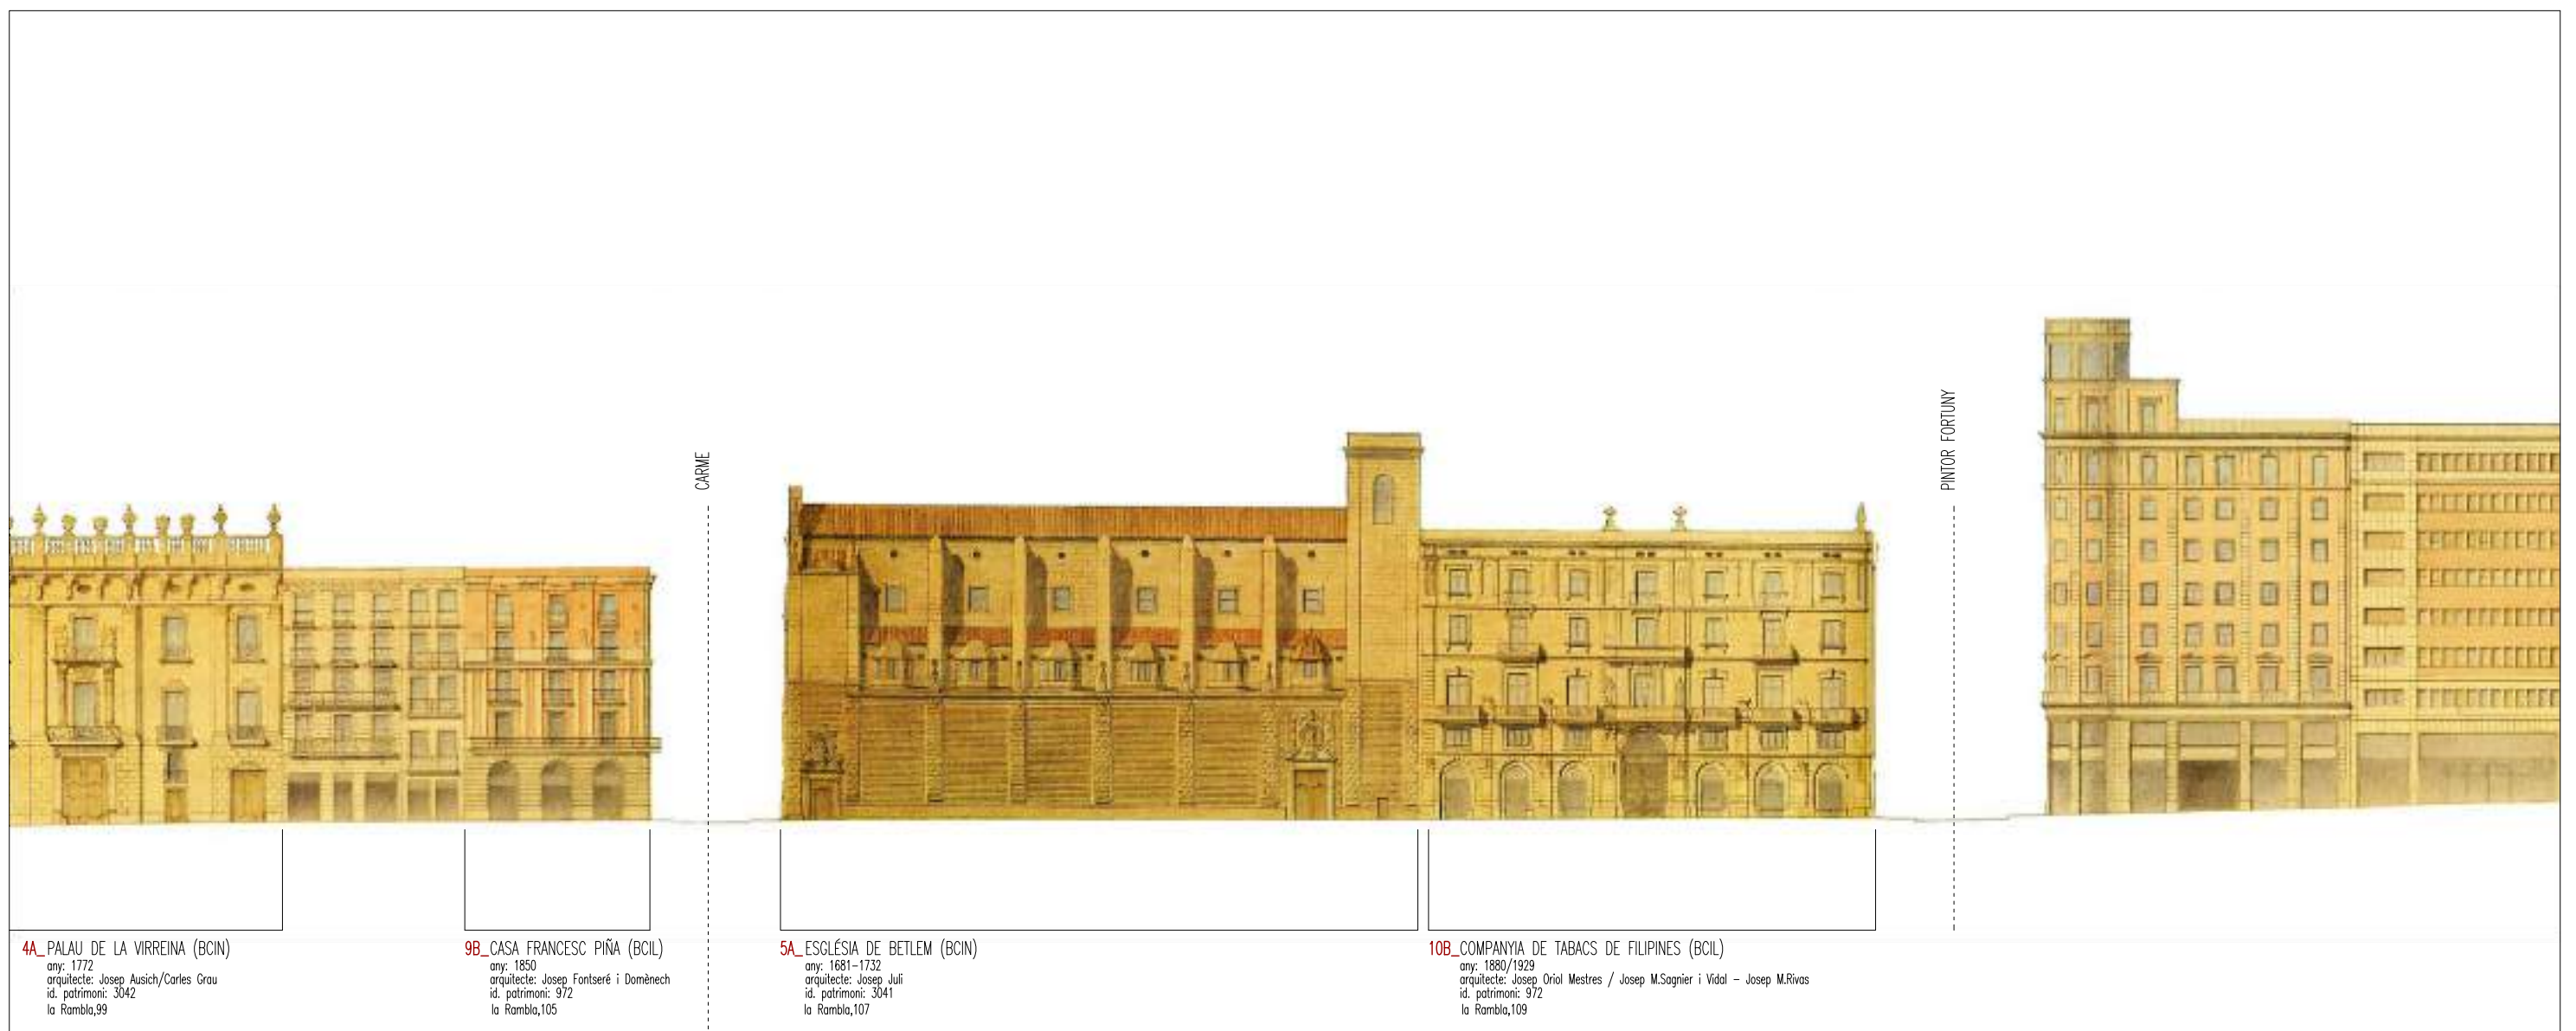 CARME
PINTOR FORTUNY
4A_PALAU DE LA VIRREINA (BCIN)
any: 1772
arquitecte: Josep Ausich/Carles Grau
id. patrimoni: 3042
la Rambla,99
9B_CASA FRANCESC PIÑA (BCIL)
any: 1850
arquitecte: Josep Fontseré i Domènech
id. patrimoni: 972
la Rambla,105
5A_ESGLÉSIA DE BETLEM (BCIN)
any: 1681-1732
arquitecte: Josep Juli
id. patrimoni: 3041
la Rambla,107
10B_COMPANYIA DE TABACS DE FILIPINES (BCIL)
any: 1880/1929
arquitecte: Josep Oriol Mestres / Josep M.Sagnier i Vidal - Josep M.Rivas
id. patrimoni: 972
la Rambla,109